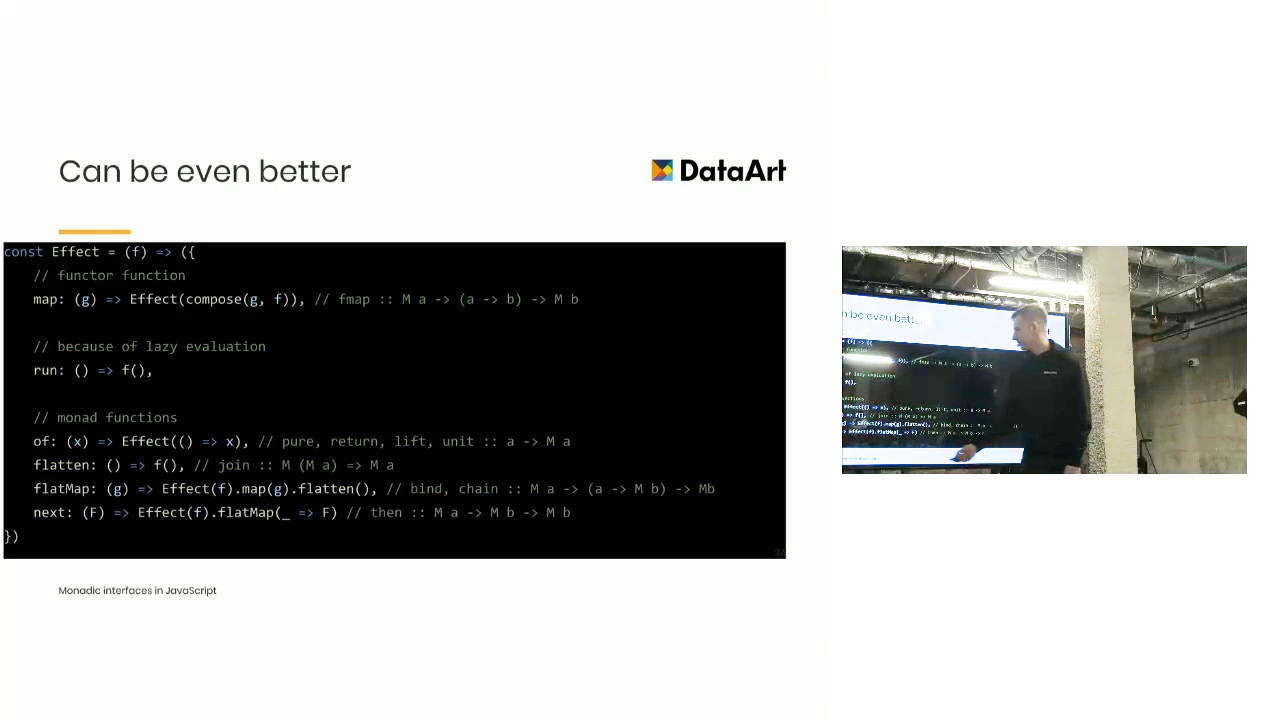 Can be even better
DataArt
const Effect = (f) => ({
// functor function
map: (g) => Effect(compose(g, f)), // fmap :: M a -> (a -> b) -> M b
// because of lazy evaluation
run: () => f(),
// monad functions
of: (x) => Effect(() => x), // pure, return, lift, unit :: a -> M a
flatten: () => f(), // join :: M (M a) => M a
flatMap: (g) => Effect(f).map(g).flatten(), // bind, chain :: M a -> (a -> M b) -> Mb
next: (F) => Effect(f).flatMap(_ => F) // then :: M a -> M b -> M b
})
34
Monadic interfaces in JavaScript